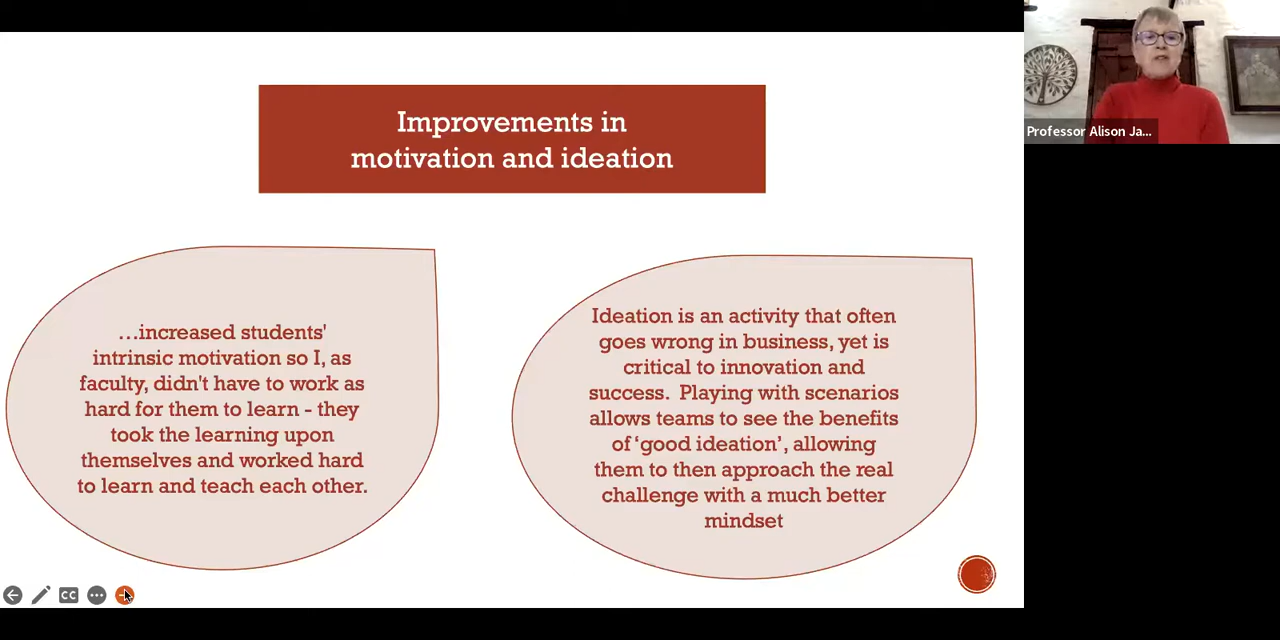 Improvements in
motivation and ideation
…increased students'
intrinsic motivation so I, as
faculty, didn't have to work as
hard for them to learn - they
took the learning upon
themselves and worked hard
to learn and teach each other.
Ideation is an activity that often
goes wrong in business, yet is
critical to innovation and
success.  Playing with scenarios
allows teams to see the benefits
of ‘good ideation’, allowing
them to then approach the real
challenge with a much better
mindset
Professor Alison Ja...
CC